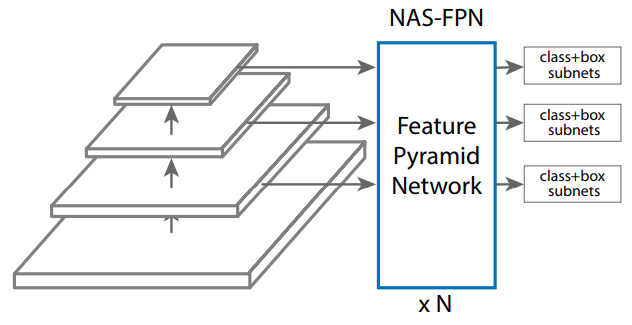 NAS-FPN
Feature
Pyramid
Network
x N
class+box
subnets
class+box
subnets
class+box
subnets